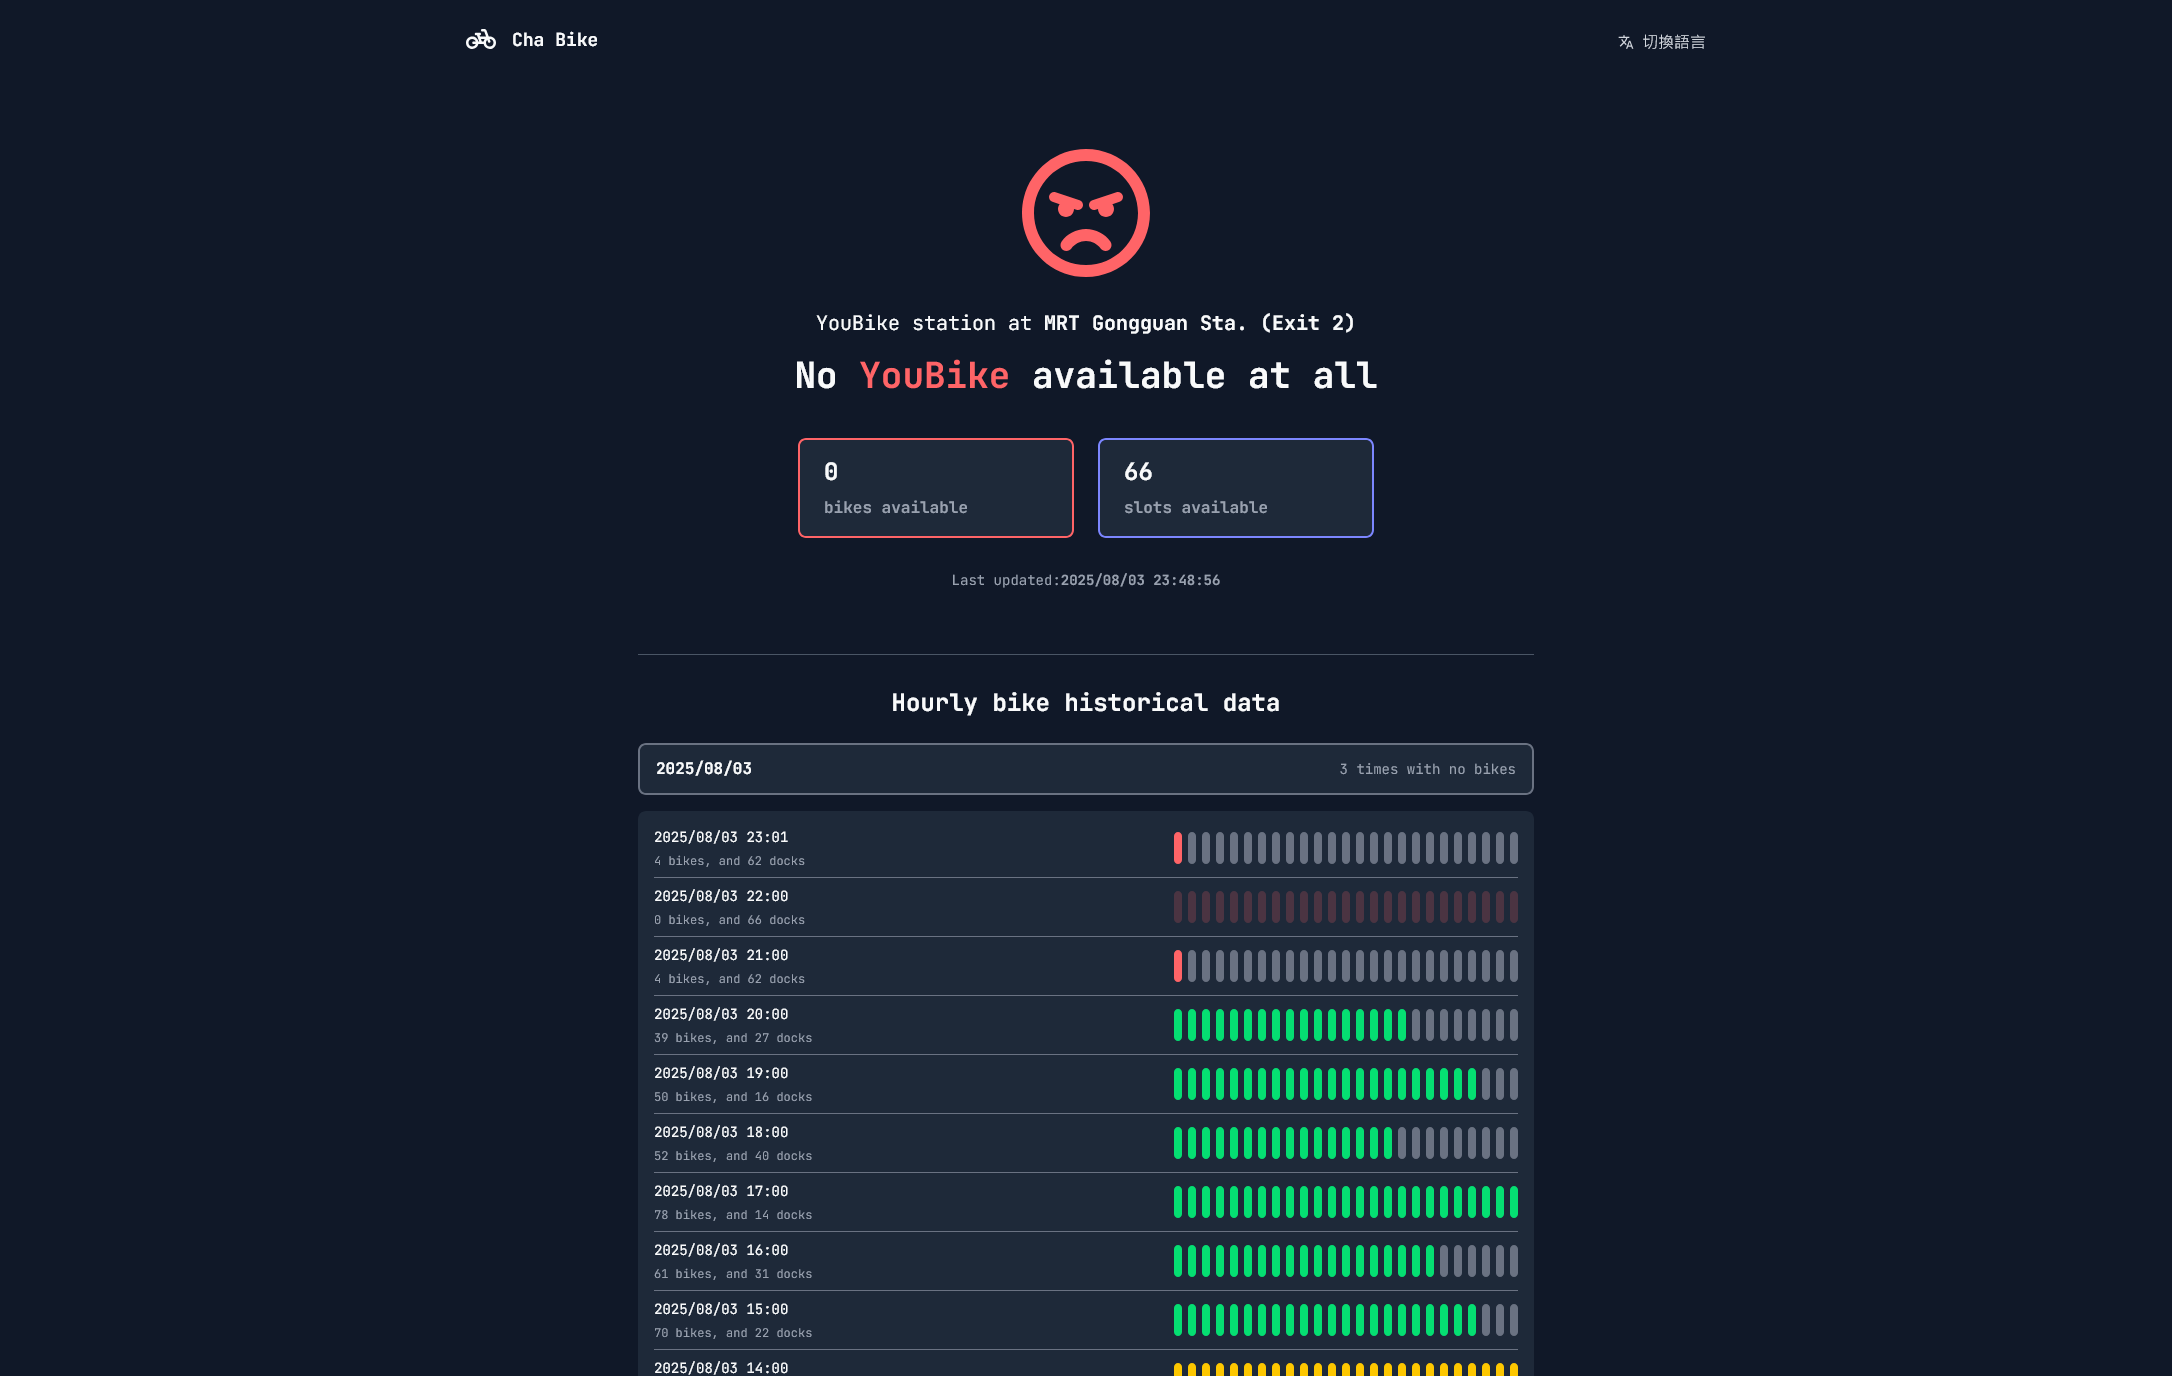 Cha Bike
切換語言
YouBike station at MRT Gongguan Sta. (Exit 2)
No YouBike available at all
0
bikes available
66
slots available
Last updated:2025/08/03 23:48:56
Hourly bike historical data
2025/08/03
3 times with no bikes
2025/08/03 23:01
4 bikes, and 62 docks
2025/08/03 22:00
0 bikes, and 66 docks
2025/08/03 21:00
4 bikes, and 62 docks
2025/08/03 20:00
39 bikes, and 27 docks
2025/08/03 19:00
50 bikes, and 16 docks
2025/08/03 18:00
52 bikes, and 40 docks
2025/08/03 17:00
78 bikes, and 14 docks
2025/08/03 16:00
61 bikes, and 31 docks
2025/08/03 15:00
70 bikes, and 22 docks
2025/08/03 14:00